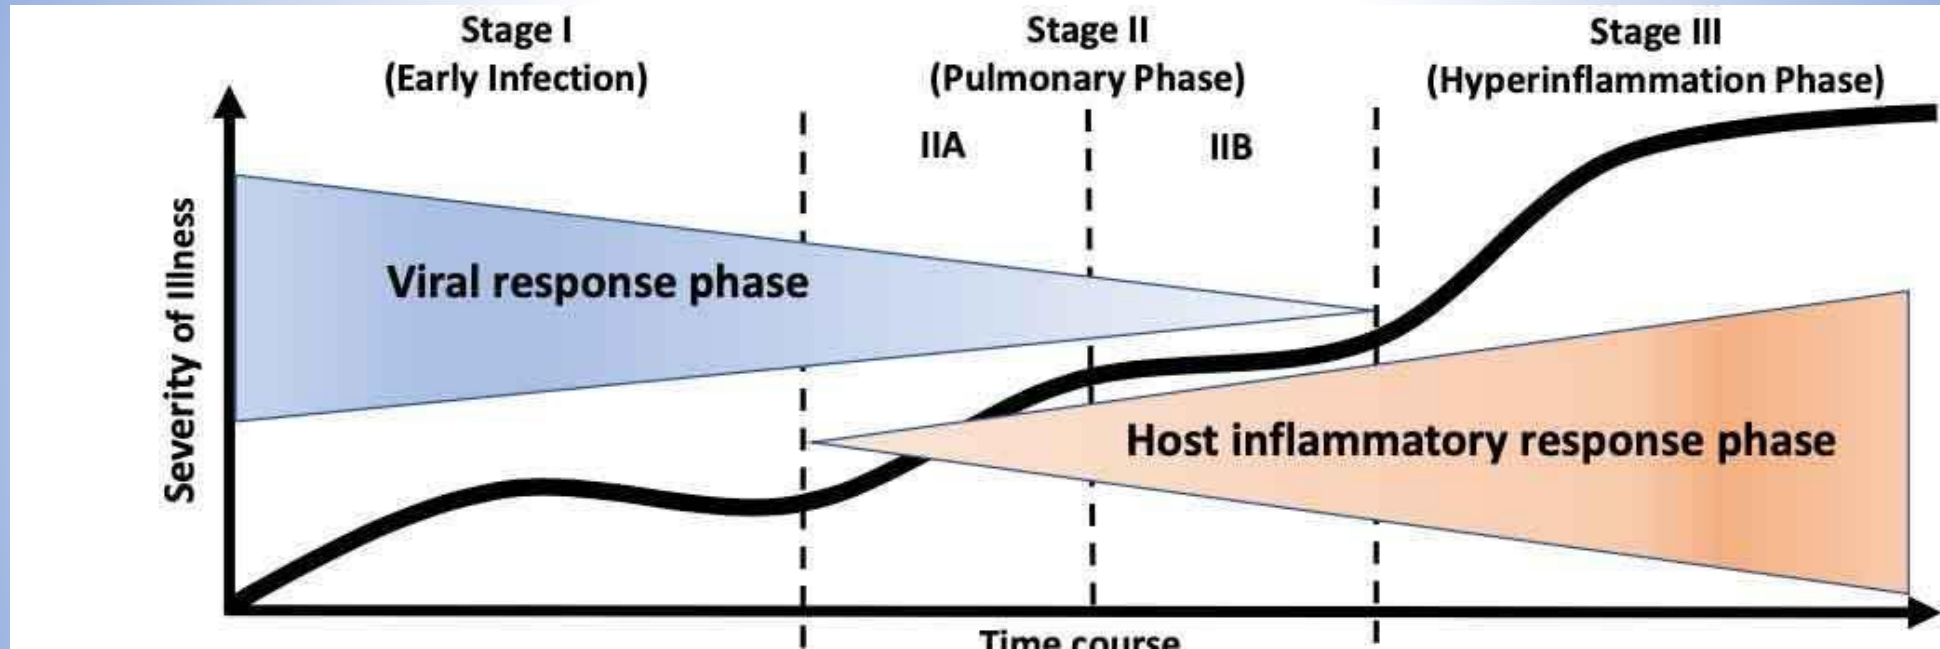 Stage I
(Early Infection)
Stage II
(Pulmonary Phase)
Stage III
(Hyperinflammation Phase)
IIA
IIB
Severity of Illness
Viral response phase
Host inflammatory response phase
Time course